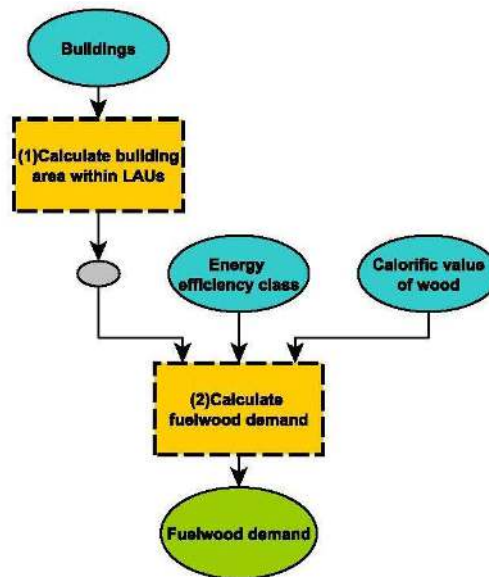 Buildings
(1)Calculate building
area within LAUs
Energy
efficiency class
Calorific value
of wood
(2)Calculate
fuelwood demand
Fuelwood demand